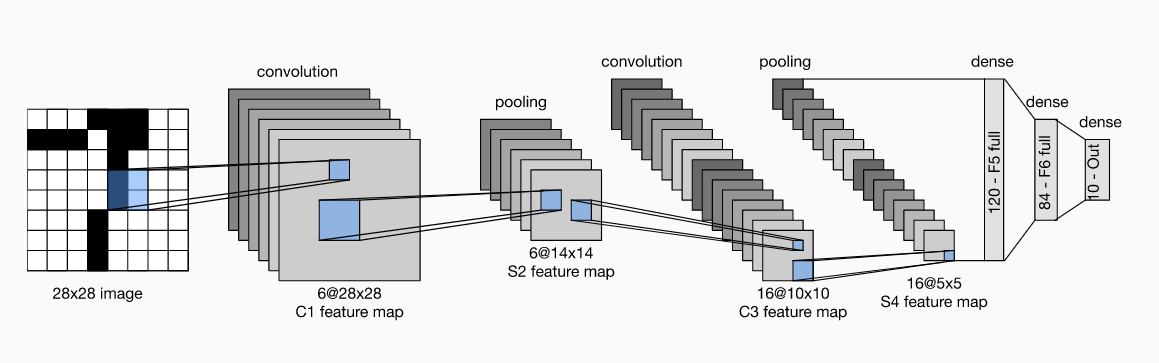 convolution
pooling
convolution
pooling
dense
dense
dense
28x28 image
6@28x28
C1 feature map
6@14x14
S2 feature map
16@10x10
C3 feature map
16@5x5
S4 feature map
120 - F5 full
84 - F6 full
10 - Out